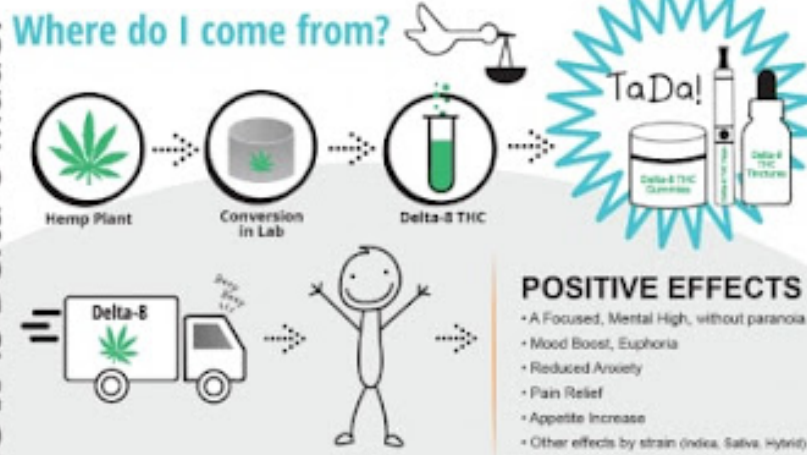 Where do I come from?
TaDa!
Delta-8 THC
Gummies
Delta-8
THC
Tinctures
Hemp Plant
Conversion
in Lab
Delta-8 THC
Delta-8
POSITIVE EFFECTS
• A Focused, Mental High, without paranoia
• Mood Boost, Euphoria
• Reduced Anxiety
• Pain Relief
• Appetite Increase
• Other effects by strain (Indica, Sativa, Hybrid)